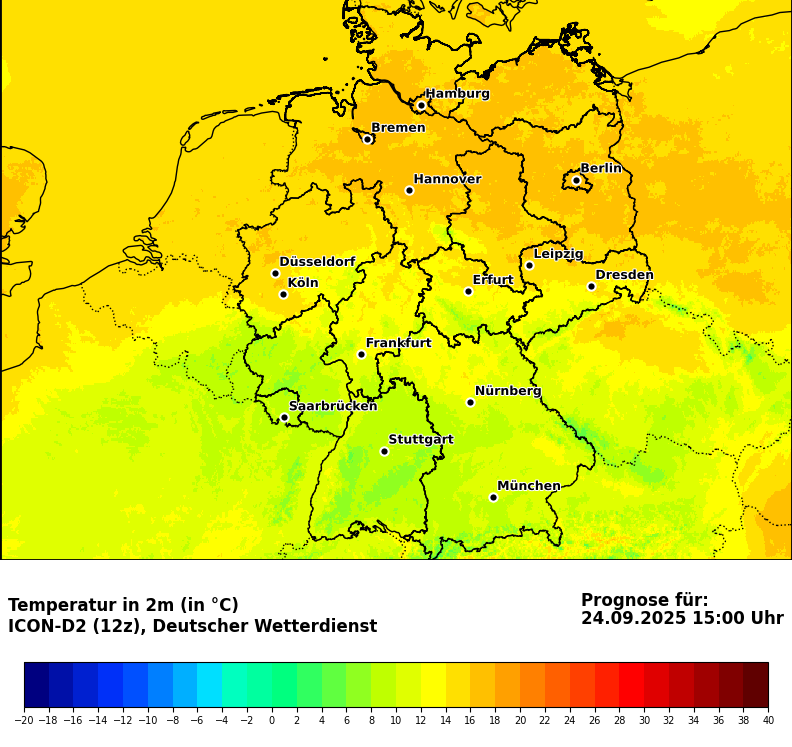 Hamburg
Bremen
Berlin
Hannover
Leipzig
Düsseldorf
Dresden
Köln
Erfurt
Frankfurt
Nürnberg
Saarbrücken
Stuttgart
München
Temperatur in 2m (in °C)
ICON-D2 (12z), Deutscher Wetterdienst
Prognose für:
24.09.2025 15:00 Uhr
−20 −18 −16 −14 −12 −10 −8 −6 −4 −2 0 2 4 6 8 10 12 14 16 18 20 22 24 26 28 30 32 34 36 38 40